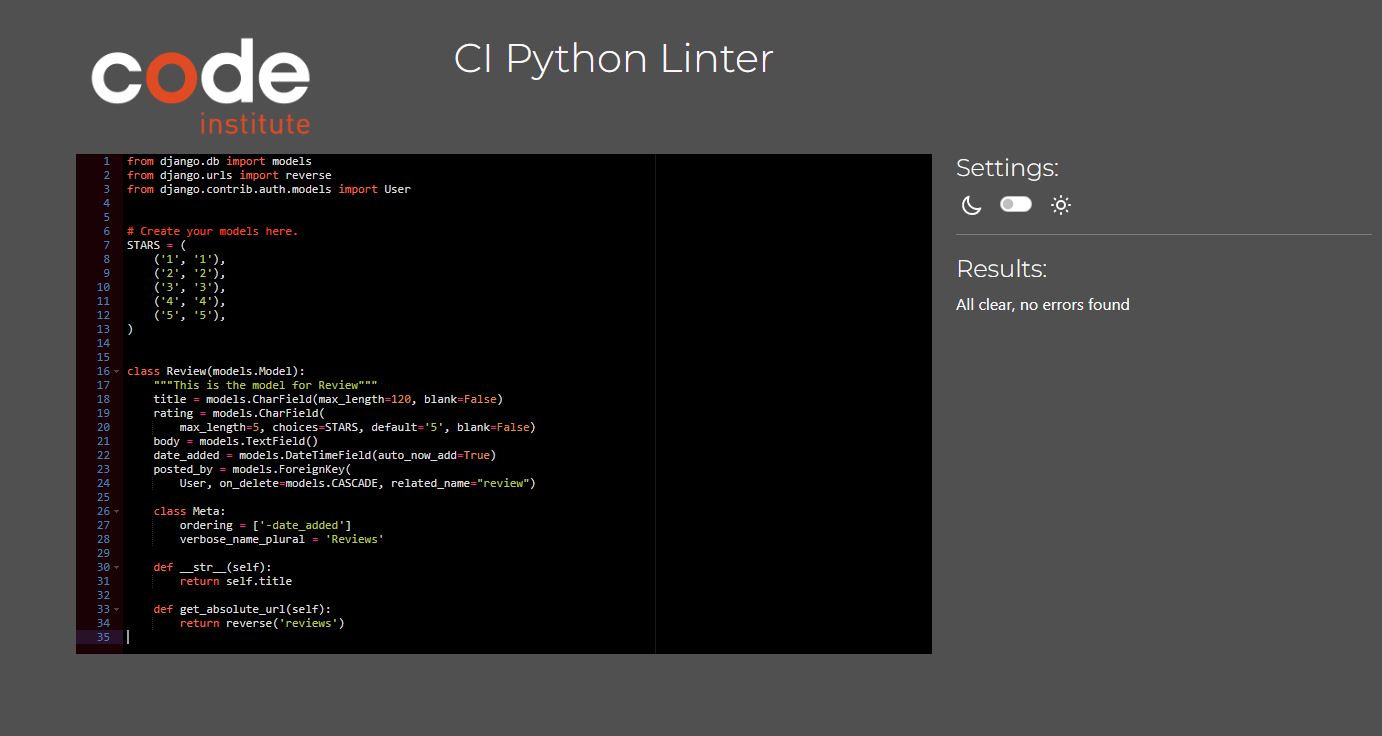 code
institute
CI Python Linter
1 from django.db import models
2 from django.urls import reverse
3 from django.contrib.auth.models import User
4
5
6 # Create your models here.
7 STARS = (
8     ('1', '1'),
9     ('2', '2'),
10     ('3', '3'),
11     ('4', '4'),
12     ('5', '5'),
13 )
14
15
16 class Review(models.Model):
17     """This is the model for Review"""
18     title = models.CharField(max_length=120, blank=False)
19     rating = models.CharField(
20         max_length=5, choices=STARS, default='5', blank=False)
21     body = models.TextField()
22     date_added = models.DateTimeField(auto_now_add=True)
23     posted_by = models.ForeignKey(
24         User, on_delete=models.CASCADE, related_name="review")
25
26     class Meta:
27         ordering = ['-date_added']
28         verbose_name_plural = 'Reviews'
29
30     def __str__(self):
31         return self.title
32
33     def get_absolute_url(self):
34         return reverse('reviews')
35
Settings:
Results:
All clear, no errors found